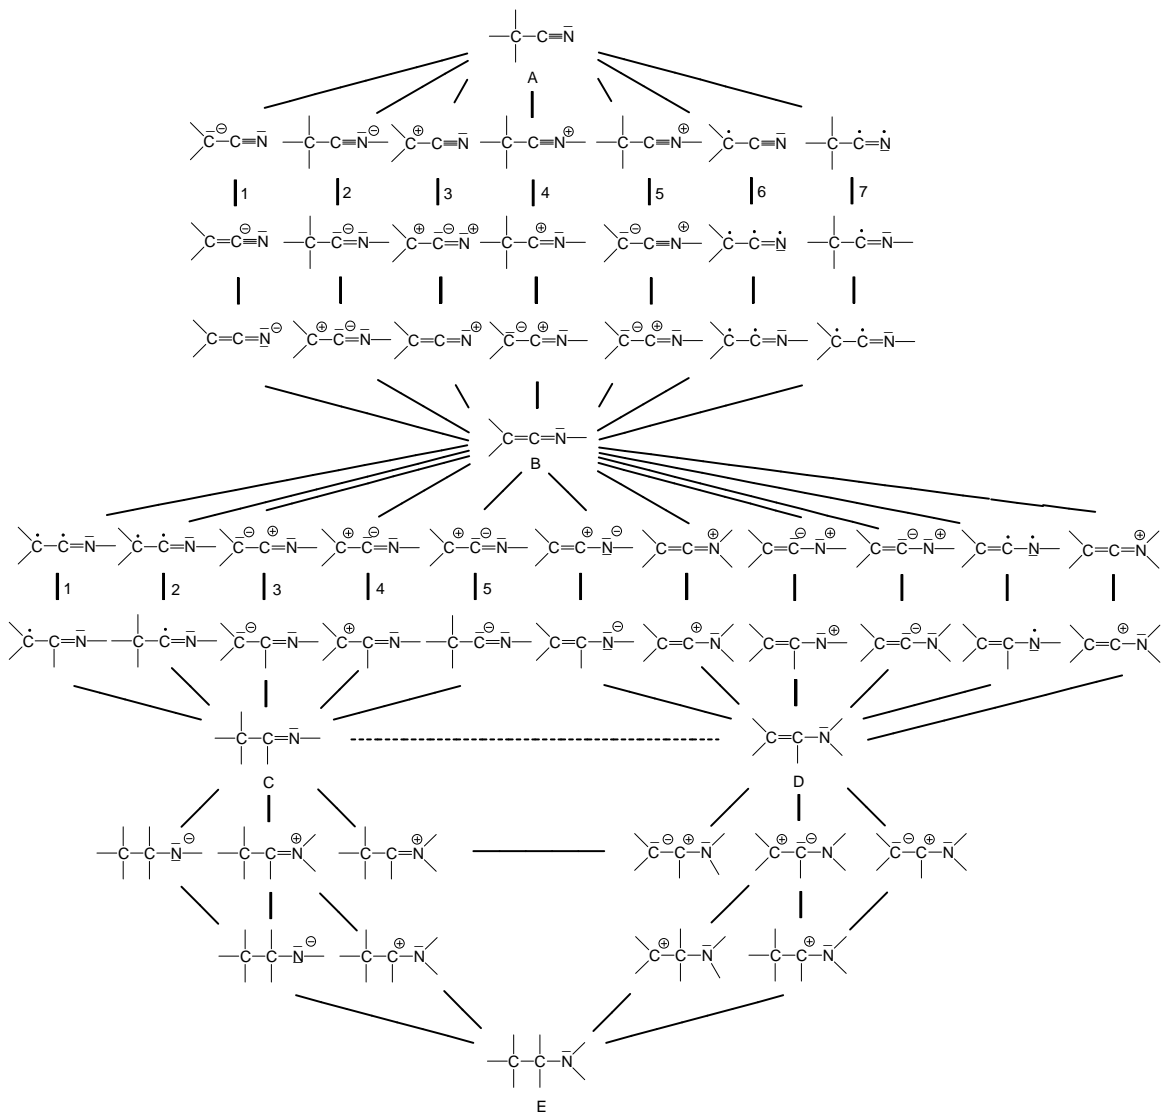 C–C≡N
A
C⊖–C≡N C–C≡N⊖ C⊕–C≡N C–C≡N⊕ C–C≡N⊕ C•–C≡N C–C•=N•
1 2 3 4 5 6 7
C=C⊖≡N C–C⊖=N C⊕–C⊖=N⊕ C–C⊕=N C⊖–C≡N⊕ C•–C•=N• C–C•=N
C=C=N⊖ C⊕–C⊖=N C=C=N⊕ C⊖–C⊕=N C⊖–C⊕=N C•–C•=N C•–C•=N
C=C=N
B
C•–C•=N C•–C•=N C⊖–C⊕=N C⊕–C⊖=N C⊕–C⊖=N C=C⊕–N⊖ C=C=N⊕ C=C⊖–N⊕ C=C⊖–N⊕ C=C•–N• C=C=N⊕
1 2 3 4 5
C•–C=N C–C•=N C⊖–C=N C⊕–C=N C–C⊖=N C=C–N⊖ C=C⊕–N C=C–N⊕ C=C⊖–N C=C–N• C=C⊕–N
C–C=N C=C–N
C D
C–C–N⊖ C–C=N⊕ C–C=N⊕ C⊖–C⊕–N C⊕–C⊖–N C⊖–C⊕–N
C–C–N⊖ C–C⊕–N C⊕–C–N C–C⊕–N
C–C–N
E